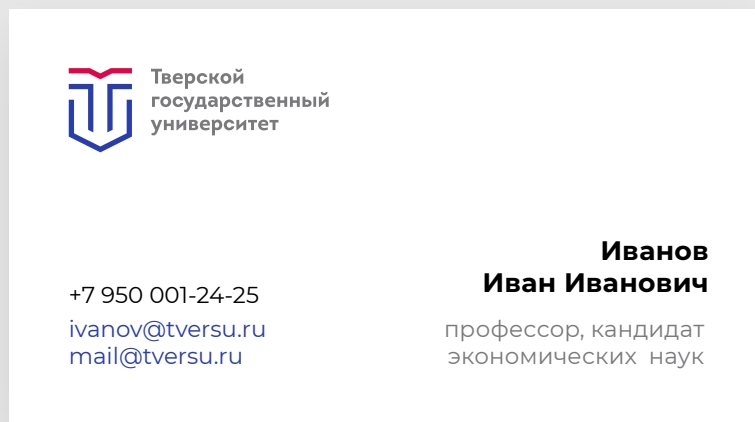 Тверской
государственный
университет
Иванов
Иван Иванович
+7 950 001-24-25
ivanov@tversu.ru
mail@tversu.ru
профессор, кандидат
экономических наук